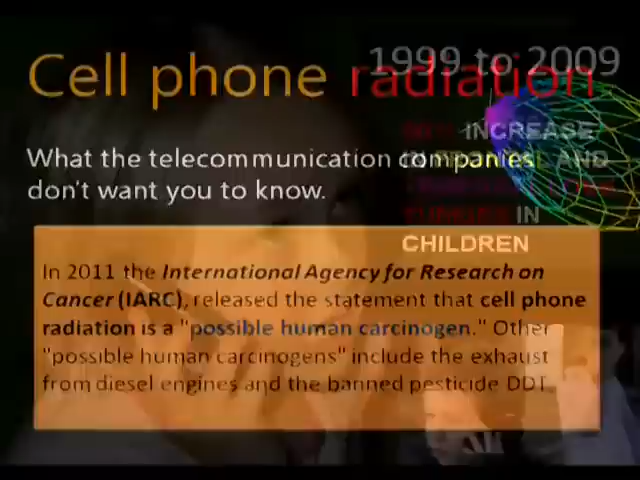 1999 to 2009
Cell phone radiation
INCREASE
What the telecommunication companies
AND
don't want you to know.
TUMORS IN
CHILDREN
In 2011 the International Agency for Research on
Cancer (IARC), released the statement that cell phone
radiation is a "possible human carcinogen." Other
"possible human carcinogens" include the exhaust
from diesel engines and the banned pesticide DDT.